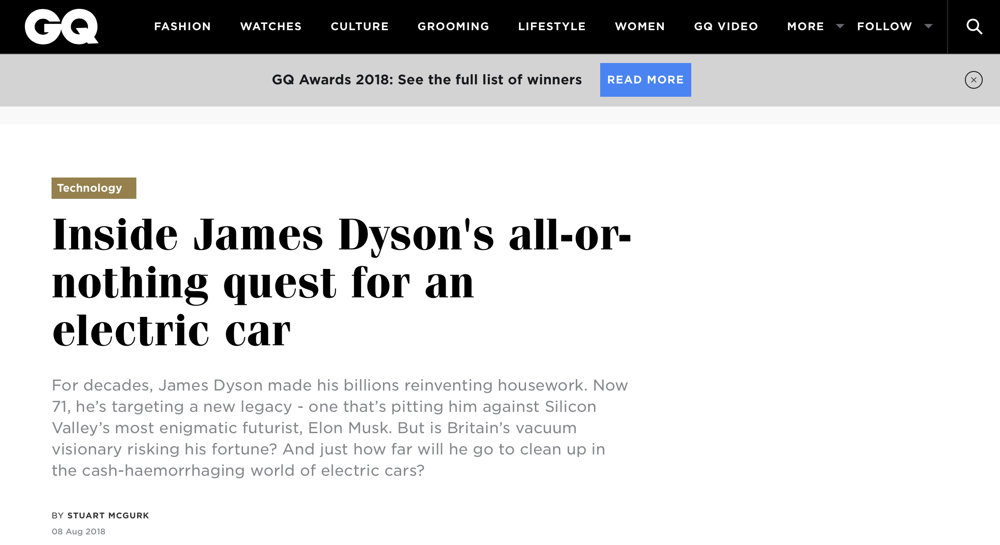 GQ
FASHION WATCHES CULTURE GROOMING LIFESTYLE WOMEN GQ VIDEO MORE FOLLOW
GQ Awards 2018: See the full list of winners READ MORE
Technology
Inside James Dyson's all-or-
nothing quest for an
electric car
For decades, James Dyson made his billions reinventing housework. Now
71, he’s targeting a new legacy - one that’s pitting him against Silicon
Valley’s most enigmatic futurist, Elon Musk. But is Britain’s vacuum
visionary risking his fortune? And just how far will he go to clean up in
the cash-haemorrhaging world of electric cars?
BY STUART MCGURK
08 Aug 2018